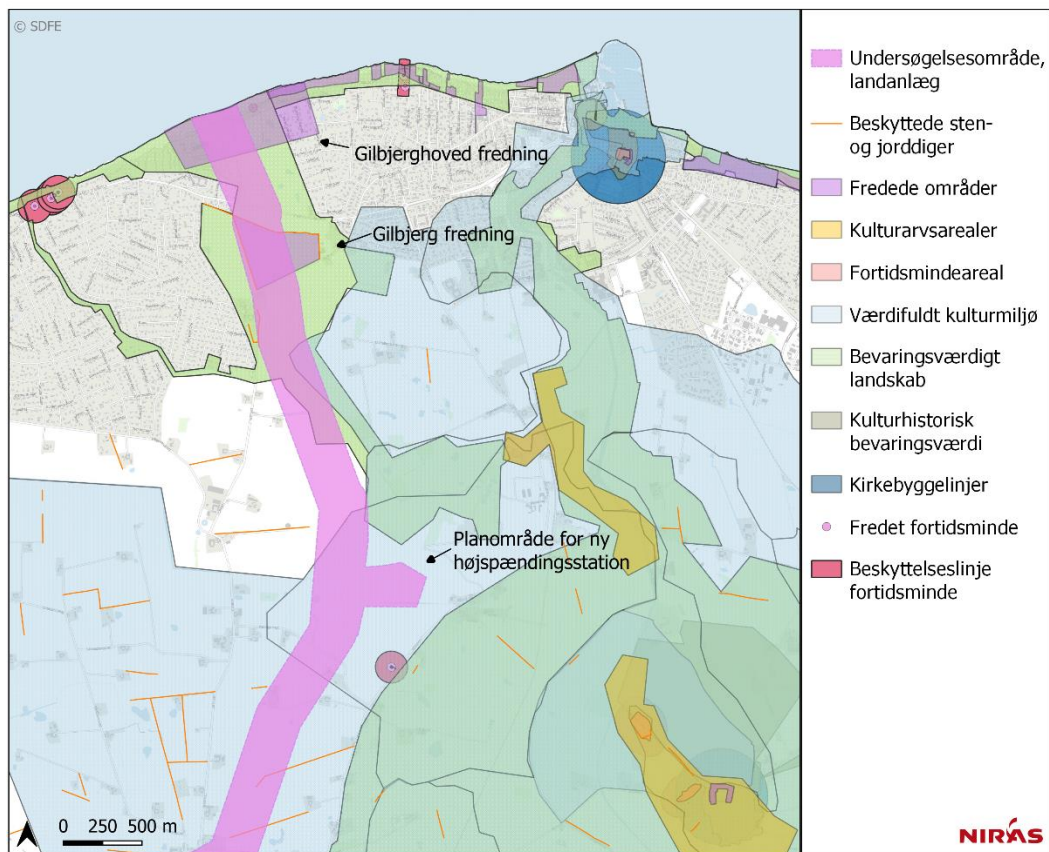 © SDFE
Gilbjerghoved fredning
Gilbjerg fredning
Planområde for ny
højspændingsstation
0 250 500 m
Undersøgelsesområde,
landanlæg
Beskyttede sten-
og jorddiger
Fredede områder
Kulturarvsarealer
Fortidsmindeareal
Værdifuldt kulturmiljø
Bevaringsværdigt
landskab
Kulturhistorisk
bevaringsværdi
Kirkebyggelinjer
Fredet fortidsminde
Beskyttelseslinje
fortidsminde
NIRAS